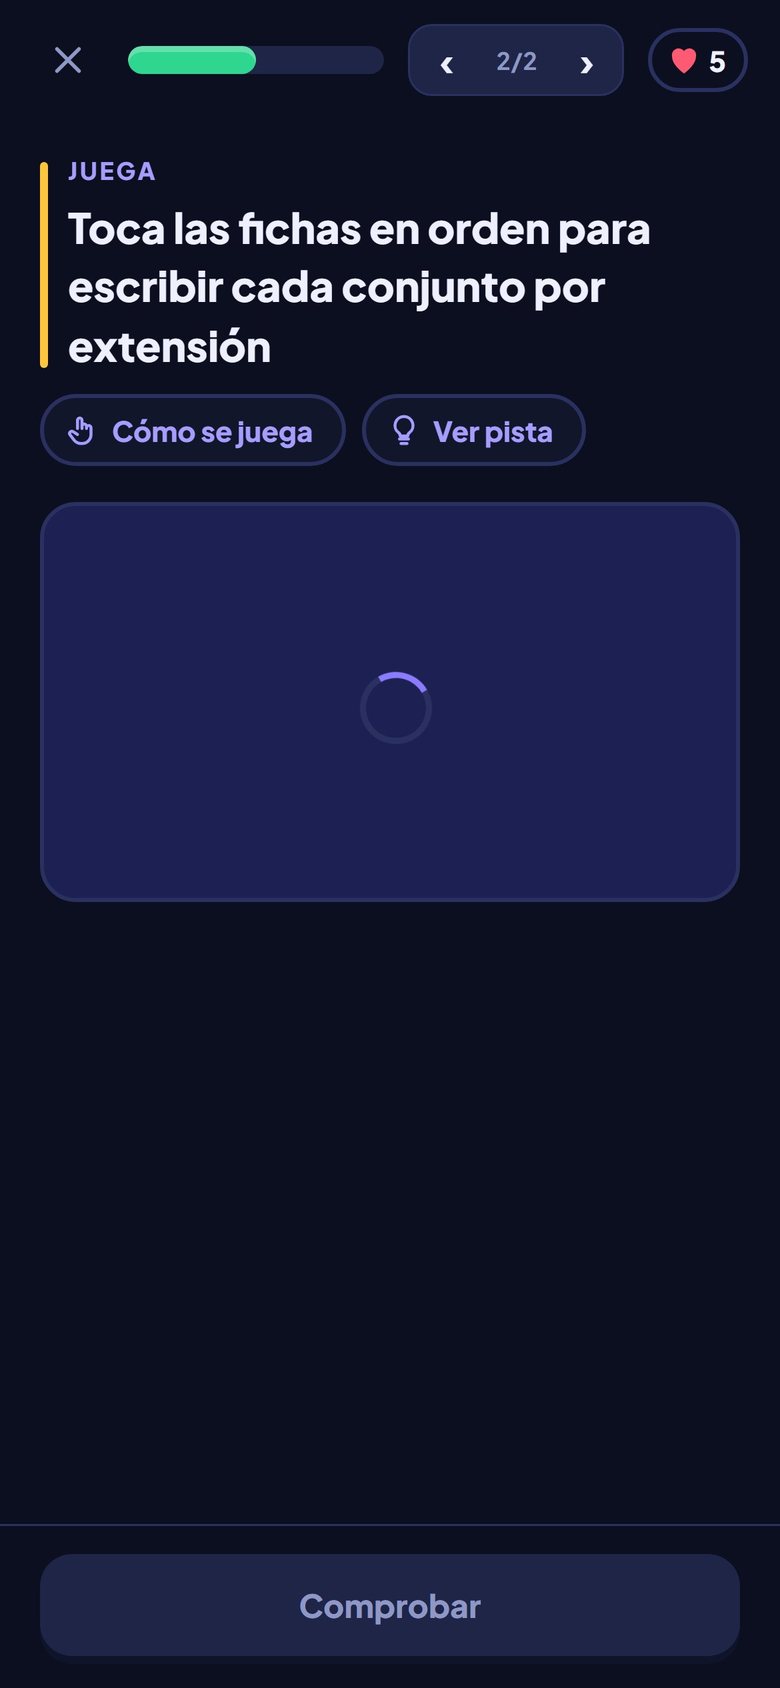 ‹ 2/2 › 5
JUEGA
Toca las fichas en orden para
escribir cada conjunto por
extensión
Cómo se juega Ver pista
Comprobar